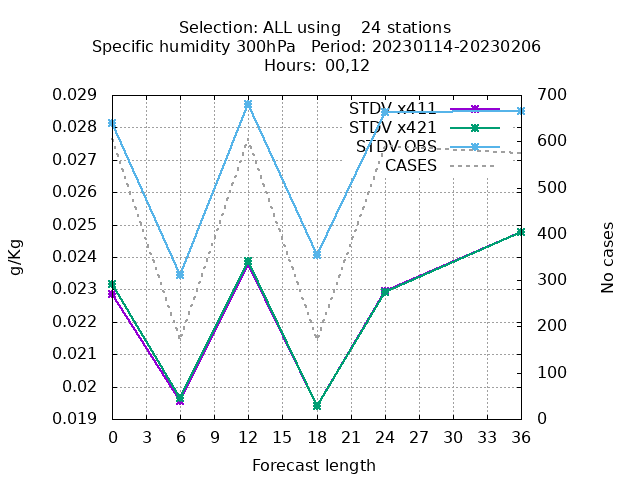 Selection: ALL using    24 stations
Specific humidity 300hPa   Period: 20230114-20230206
Hours: 00,12
STDV x411
STDV x421
STDV OBS
CASES
0.029
0.028
0.027
0.026
0.025
0.024
0.023
0.022
0.021
0.02
0.019
g/Kg
700
600
500
400
300
200
100
0
No cases
0 3 6 9 12 15 18 21 24 27 30 33 36
Forecast length